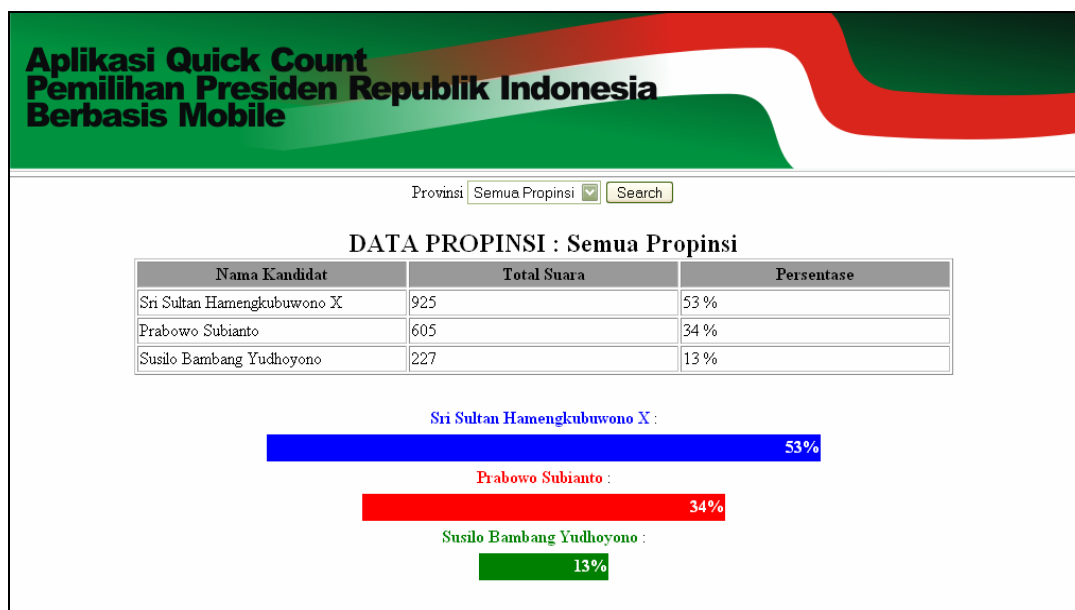 Aplikasi Quick Count
Pemilihan Presiden Republik Indonesia
Berbasis Mobile
Provinsi Semua Propinsi Search
DATA PROPINSI : Semua Propinsi
Nama Kandidat Total Suara Persentase
Sri Sultan Hamengkubuwono X 925 53 %
Prabowo Subianto 605 34 %
Susilo Bambang Yudhoyono 227 13 %
Sri Sultan Hamengkubuwono X :
53%
Prabowo Subianto :
34%
Susilo Bambang Yudhoyono :
13%